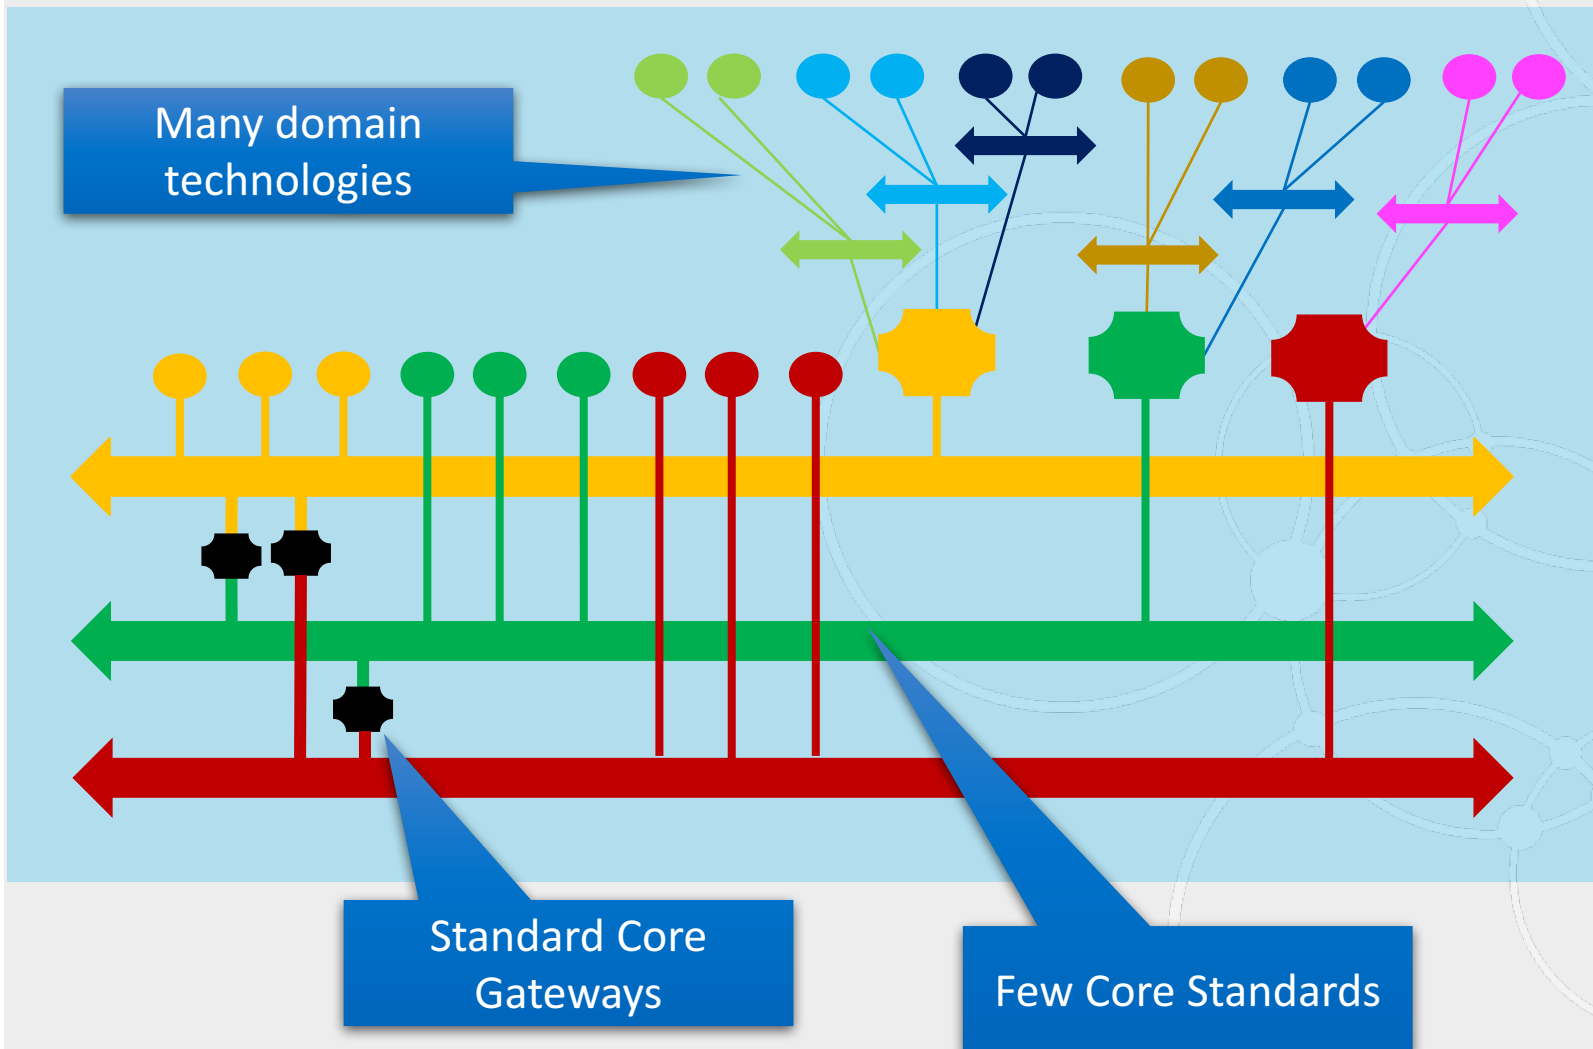 Many domain
technologies
Standard Core
Gateways
Few Core Standards